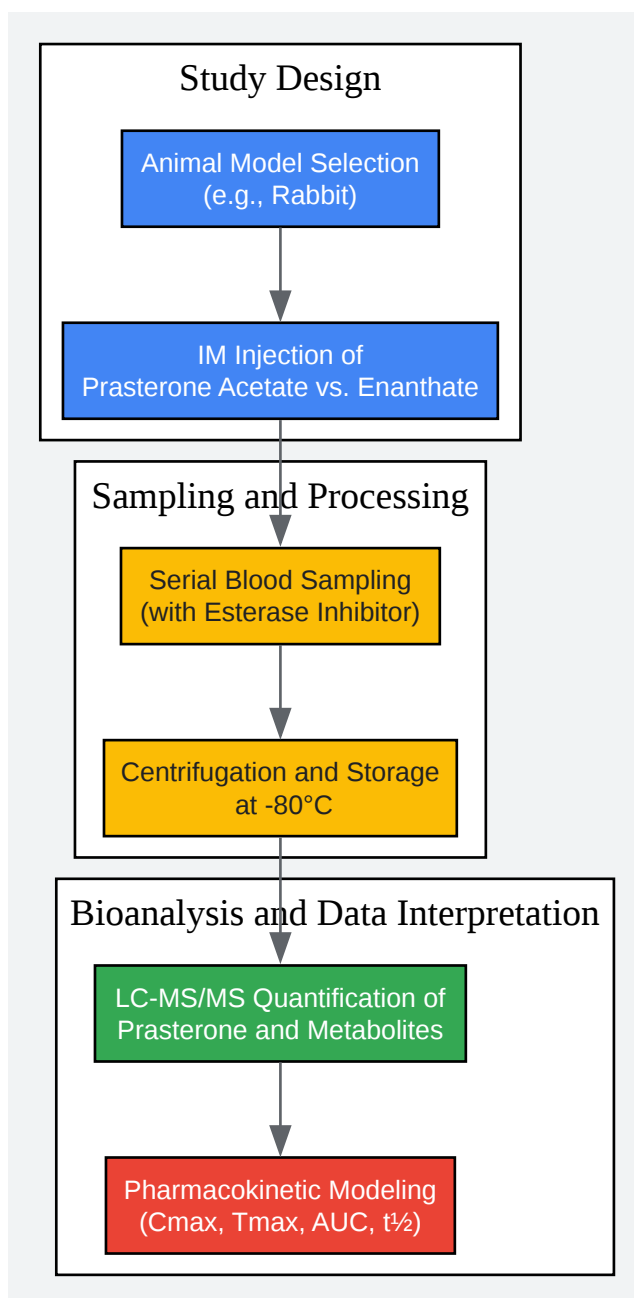 Study Design
Animal Model Selection
(e.g., Rabbit)
IM Injection of
Prasterone Acetate vs. Enanthate
Sampling and Processing
Serial Blood Sampling
(with Esterase Inhibitor)
Centrifugation and Storage
at -80°C
Bioanalysis and Data Interpretation
LC-MS/MS Quantification of
Prasterone and Metabolites
Pharmacokinetic Modeling
(Cmax, Tmax, AUC, t½)